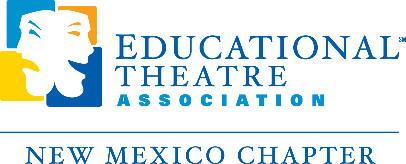 EDUCATIONAL℠
THEATRE
ASSOCIATION
NEW MEXICO CHAPTER